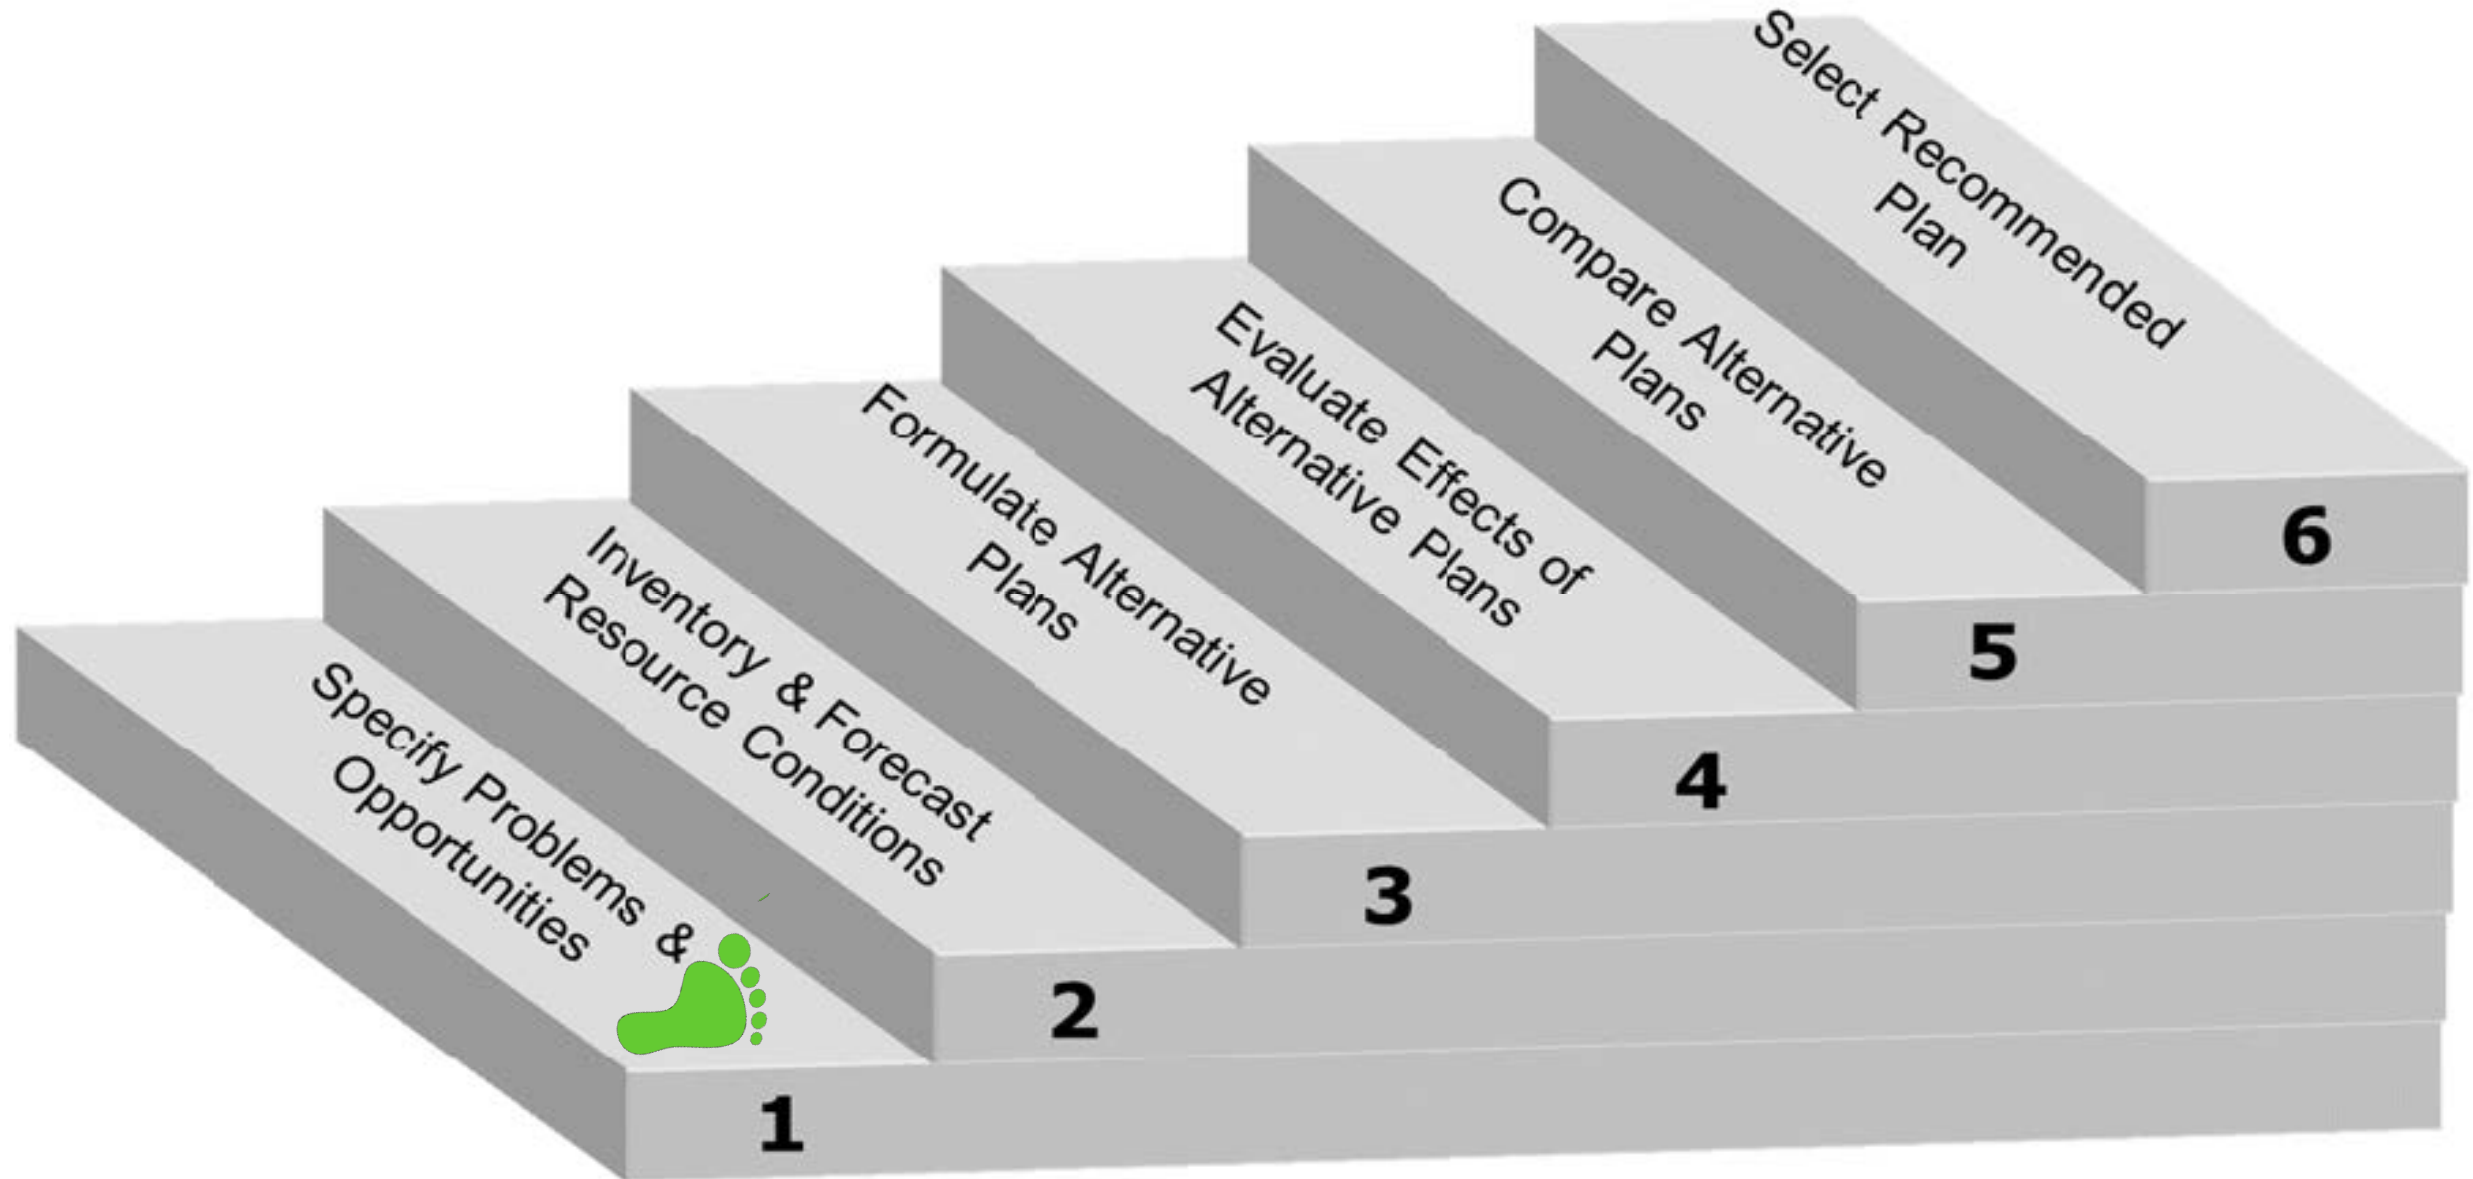 Specify Problems &
Opportunities
1
Inventory & Forecast
Resource Conditions
2
Formulate Alternative
Plans
3
Evaluate Effects of
Alternative Plans
4
Compare Alternative
Plans
5
Select Recommended
Plan
6